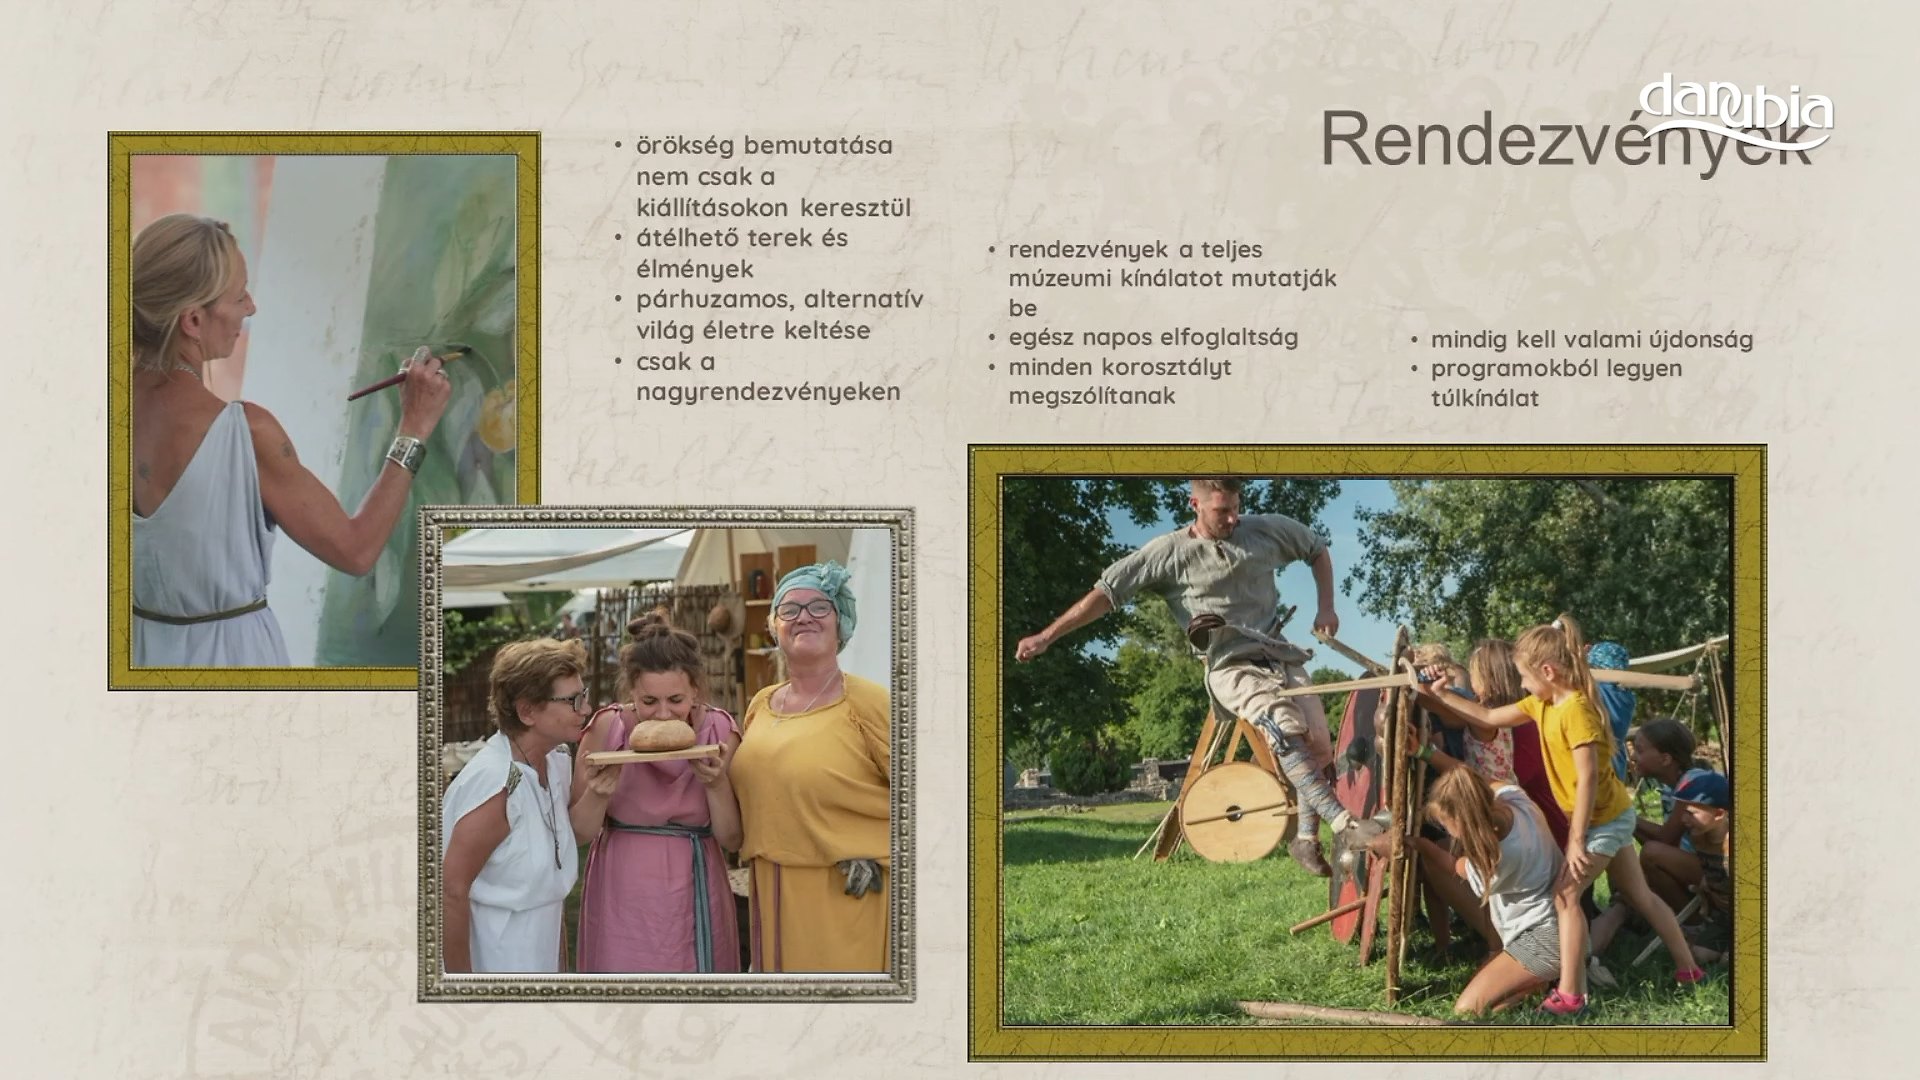 danubia
Rendezvények
• örökség bemutatása
nem csak a
kiállításokon keresztül
• átélhető terek és
élmények
• párhuzamos, alternatív
világ életre keltése
• csak a
nagyrendezvényeken
• rendezvények a teljes
múzeumi kínálatot mutatják
be
• egész napos elfoglaltság
• minden korosztályt
megszólítanak
• mindig kell valami újdonság
• programokból legyen
túlkínálat